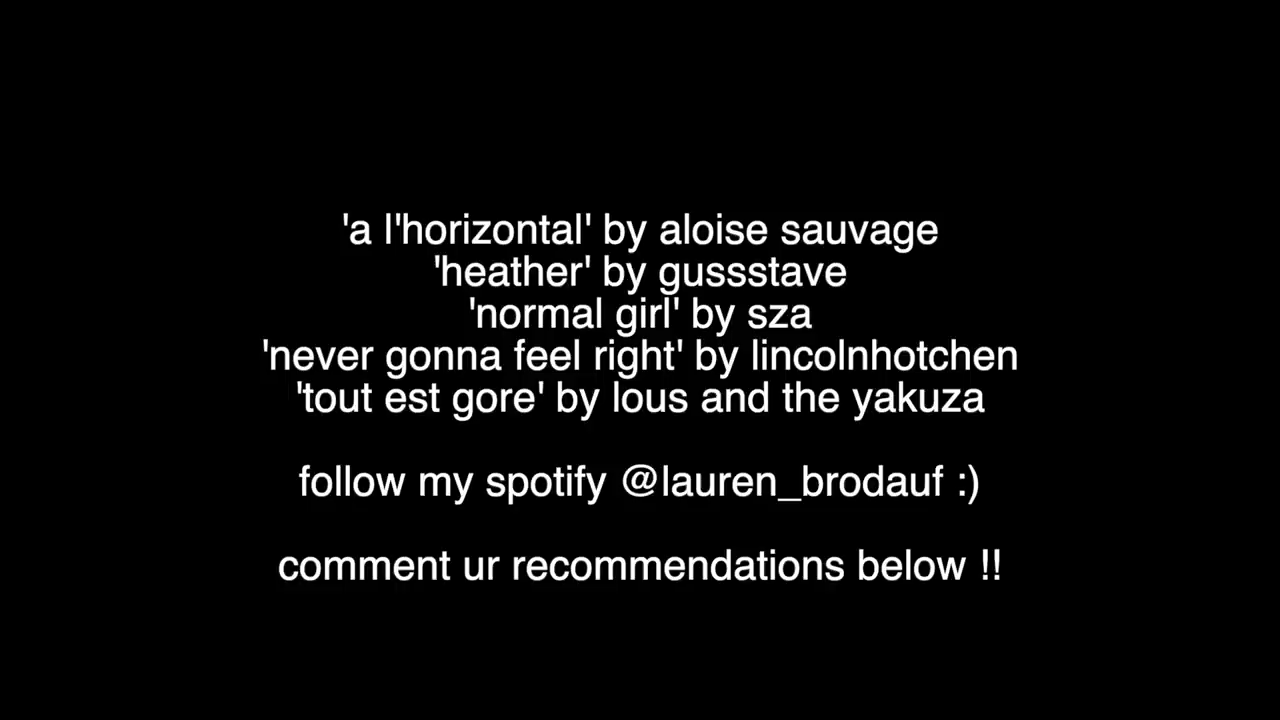 'a l'horizontal' by aloise sauvage
'heather' by gussstave
'normal girl' by sza
'never gonna feel right' by lincolnhotchen
'tout est gore' by lous and the yakuza
follow my spotify @lauren_brodauf :)
comment ur recommendations below !!